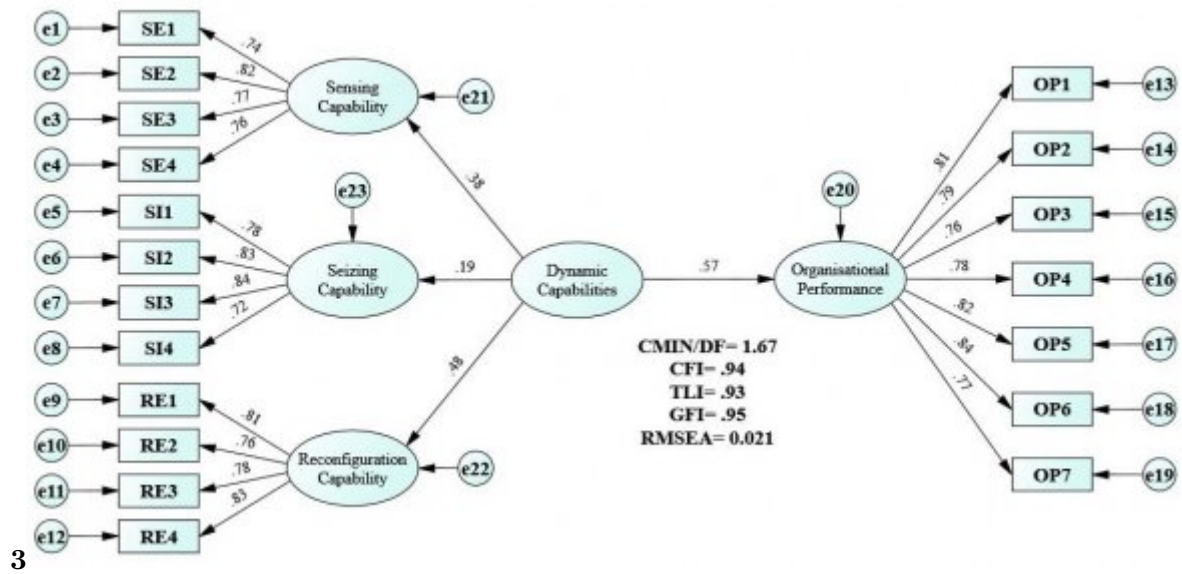 e1
SE1
.74
e2
SE2
.82
e3
SE3
.77
e4
SE4
.76
Sensing
Capability
e21
e5
SI1
.78
e6
SI2
.83
e7
SI3
.84
e8
SI4
.72
e23
Seizing
Capability
e9
RE1
.81
e10
RE2
.76
e11
RE3
.78
e12
RE4
.83
Reconfiguration
Capability
e22
.38
.19
.48
Dynamic
Capabilities
.57
e20
Organisational
Performance
CMIN/DF= 1.67
CFI= .94
TLI= .93
GFI= .95
RMSEA= 0.021
.81
OP1
e13
.79
OP2
e14
.76
OP3
e15
.78
OP4
e16
.82
OP5
e17
.84
OP6
e18
.77
OP7
e19
3